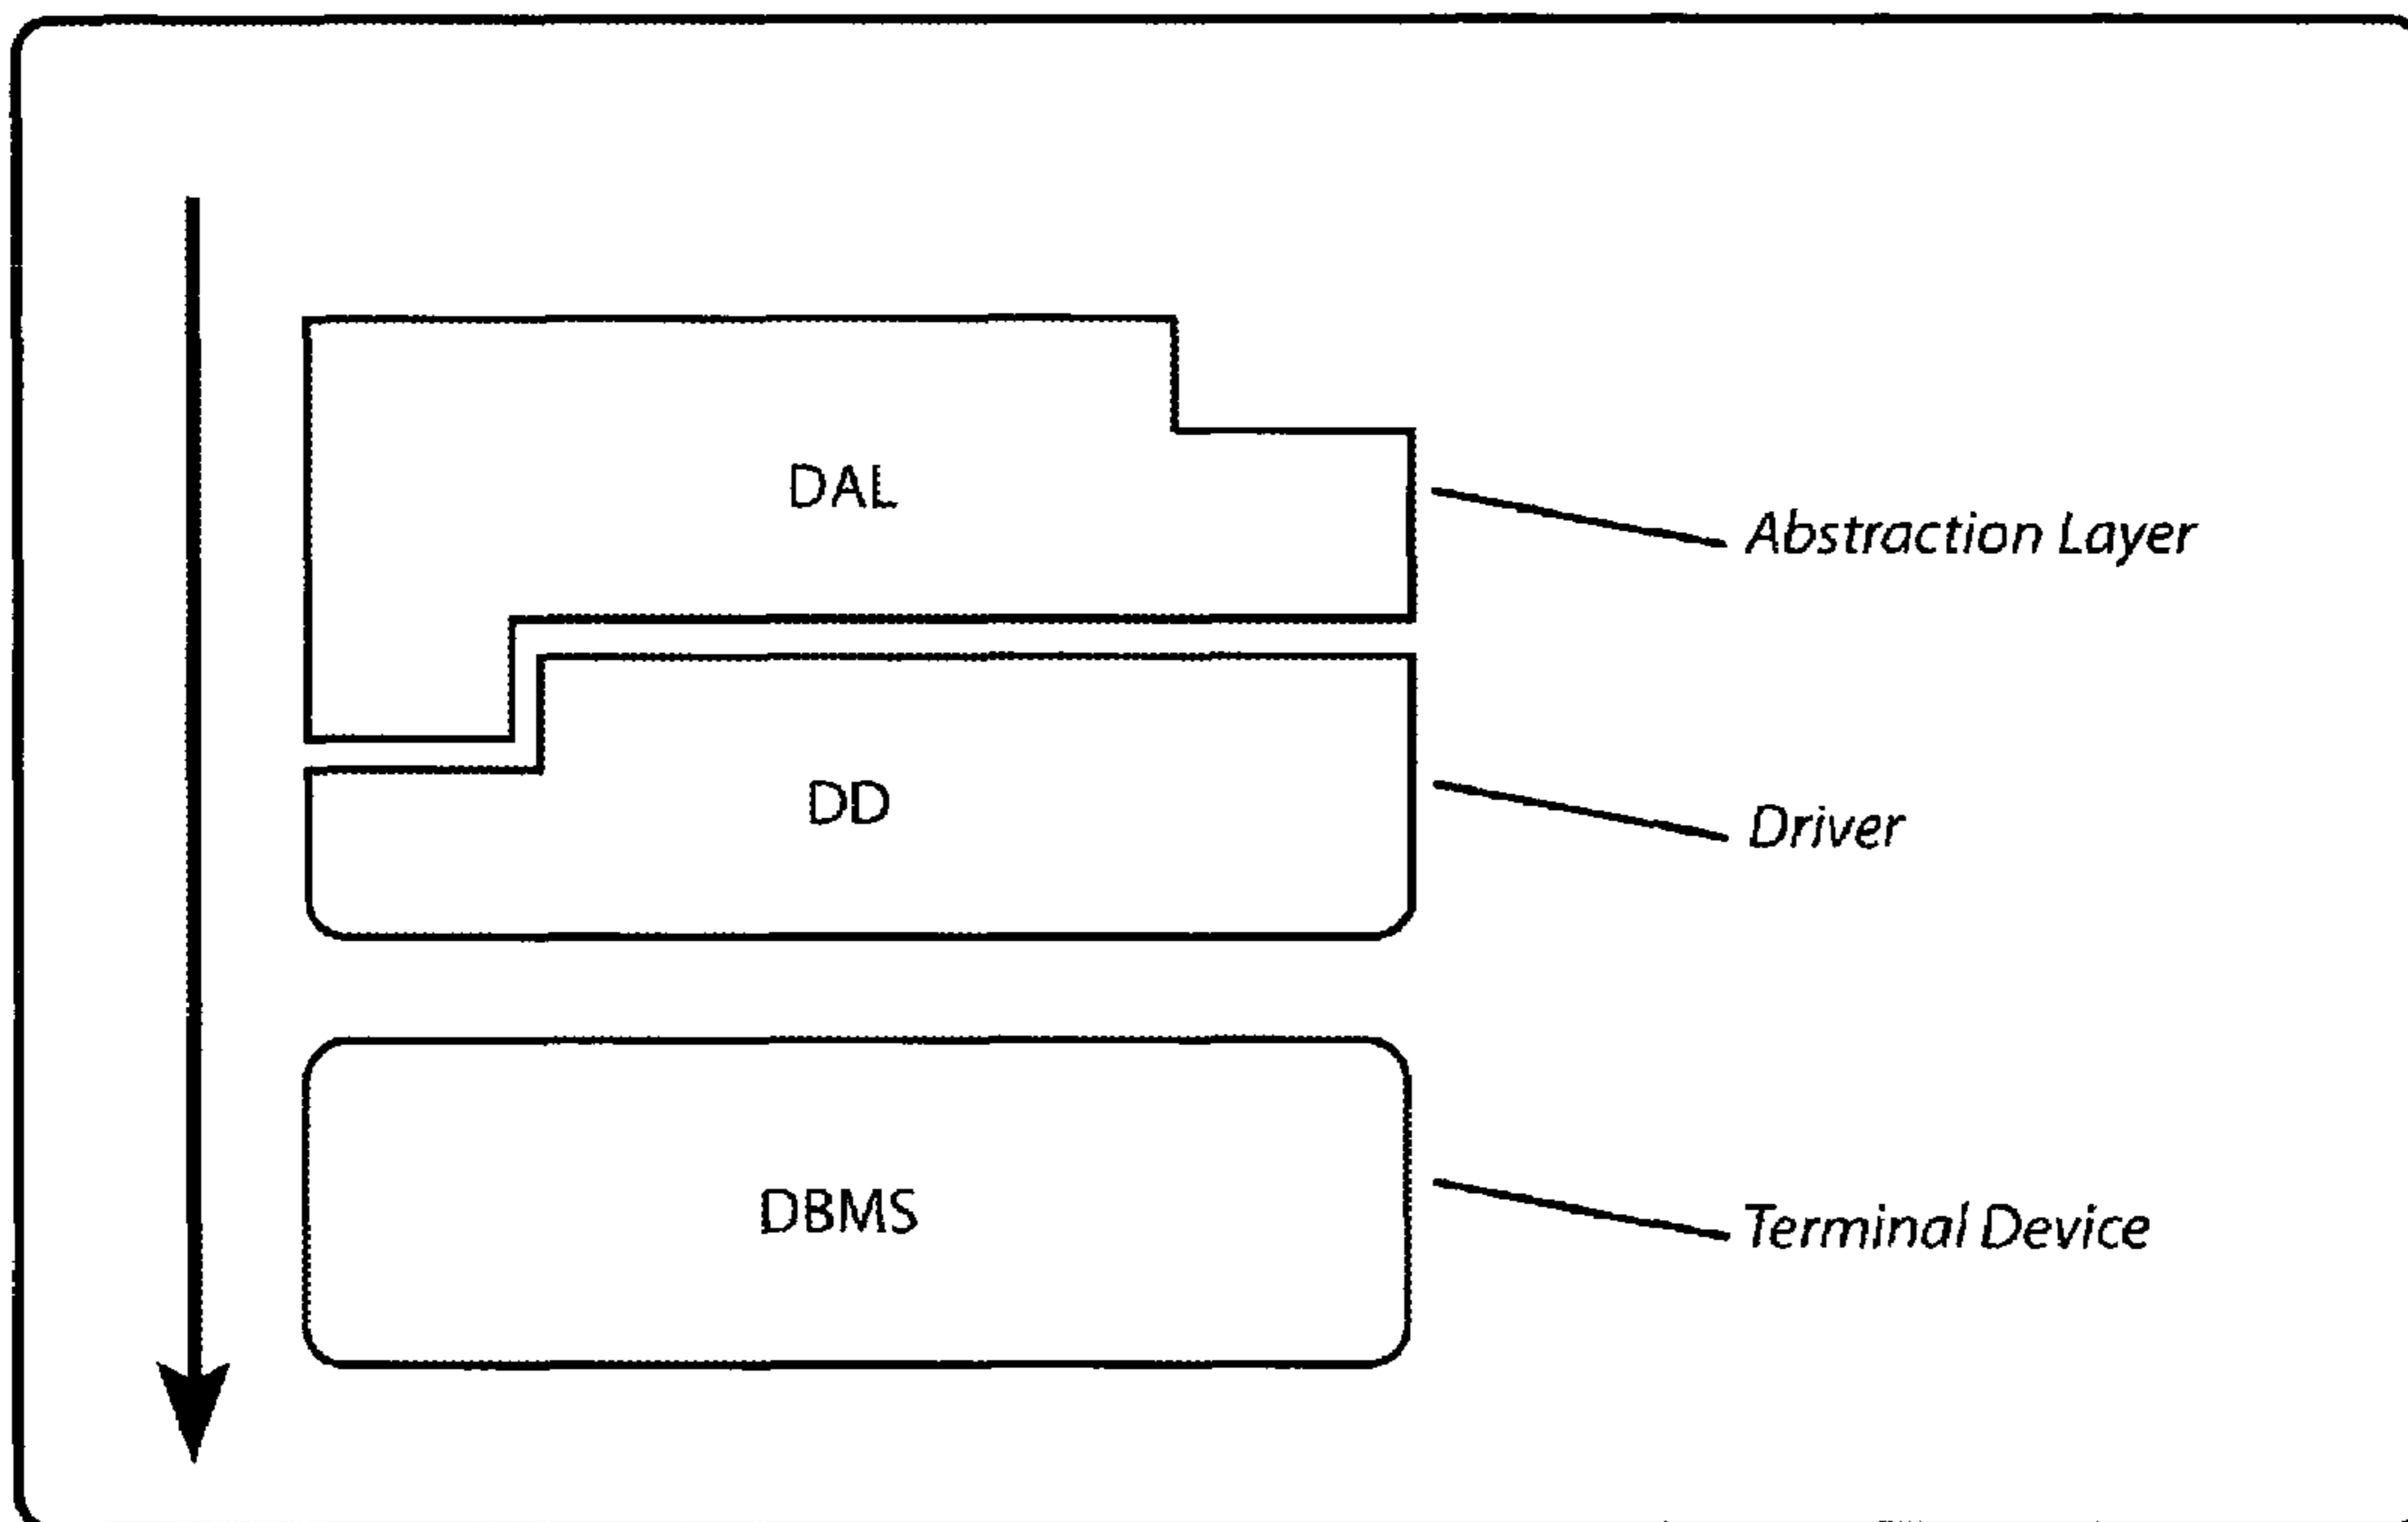 DAL
Abstraction Layer
DD
Driver
DBMS
Terminal Device